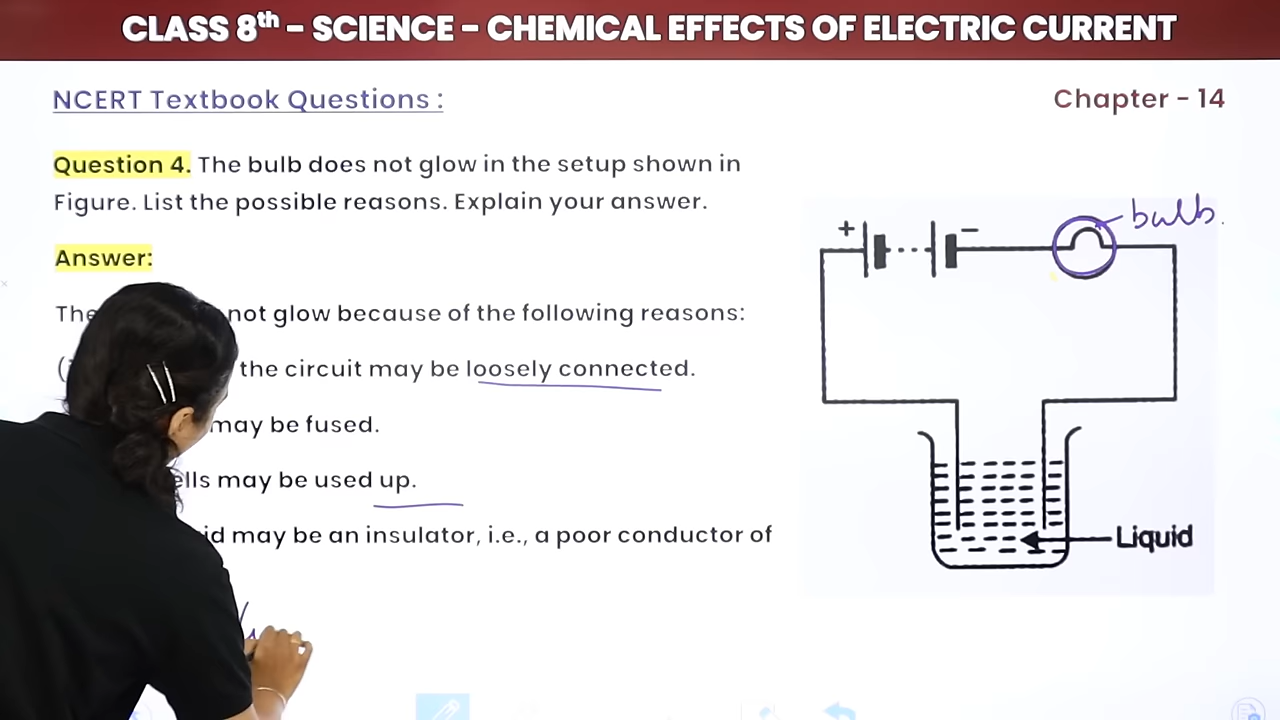 CLASS 8th - SCIENCE - CHEMICAL EFFECTS OF ELECTRIC CURRENT
NCERT Textbook Questions :
Chapter - 14
Question 4. The bulb does not glow in the setup shown in
Figure. List the possible reasons. Explain your answer.
Answer:
The not glow because of the following reasons:
the circuit may be loosely connected.
may be fused.
may be used up.
may be an insulator, i.e., a poor conductor of
+
-
bulb.
Liquid